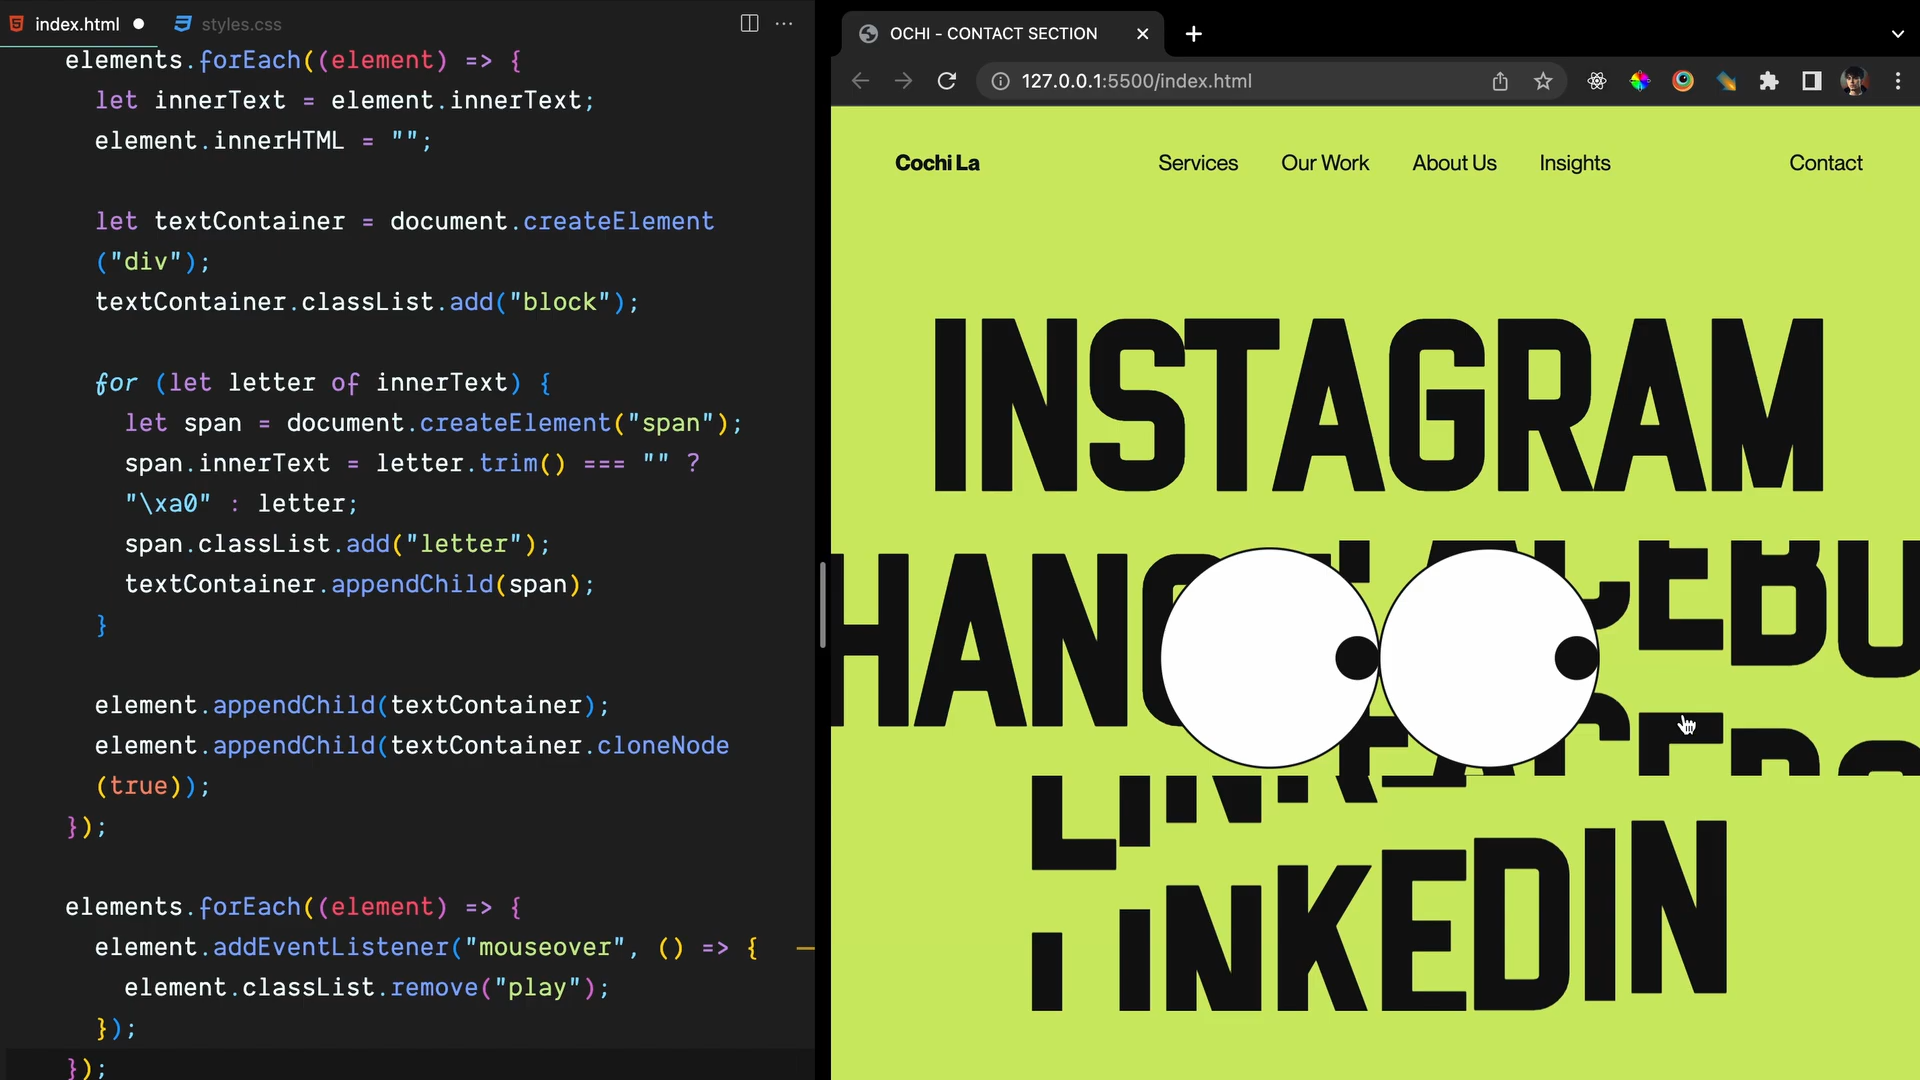 index.html
styles.css
elements.forEach((element) => {
let innerText = element.innerText;
element.innerHTML = "";
let textContainer = document.createElement
("div");
textContainer.classList.add("block");
for (let letter of innerText) {
let span = document.createElement("span");
span.innerText = letter.trim() === "" ?
"\xa0" : letter;
span.classList.add("letter");
textContainer.appendChild(span);
}
element.appendChild(textContainer);
element.appendChild(textContainer.cloneNode
(true));
});
elements.forEach((element) => {
element.addEventListener("mouseover", () => {
element.classList.remove("play");
});
});
OCHI - CONTACT SECTION
127.0.0.1:5500/index.html
Cochi La
Services
Our Work
About Us
Insights
Contact
INSTAGRAM
HAN
LINKEDIN